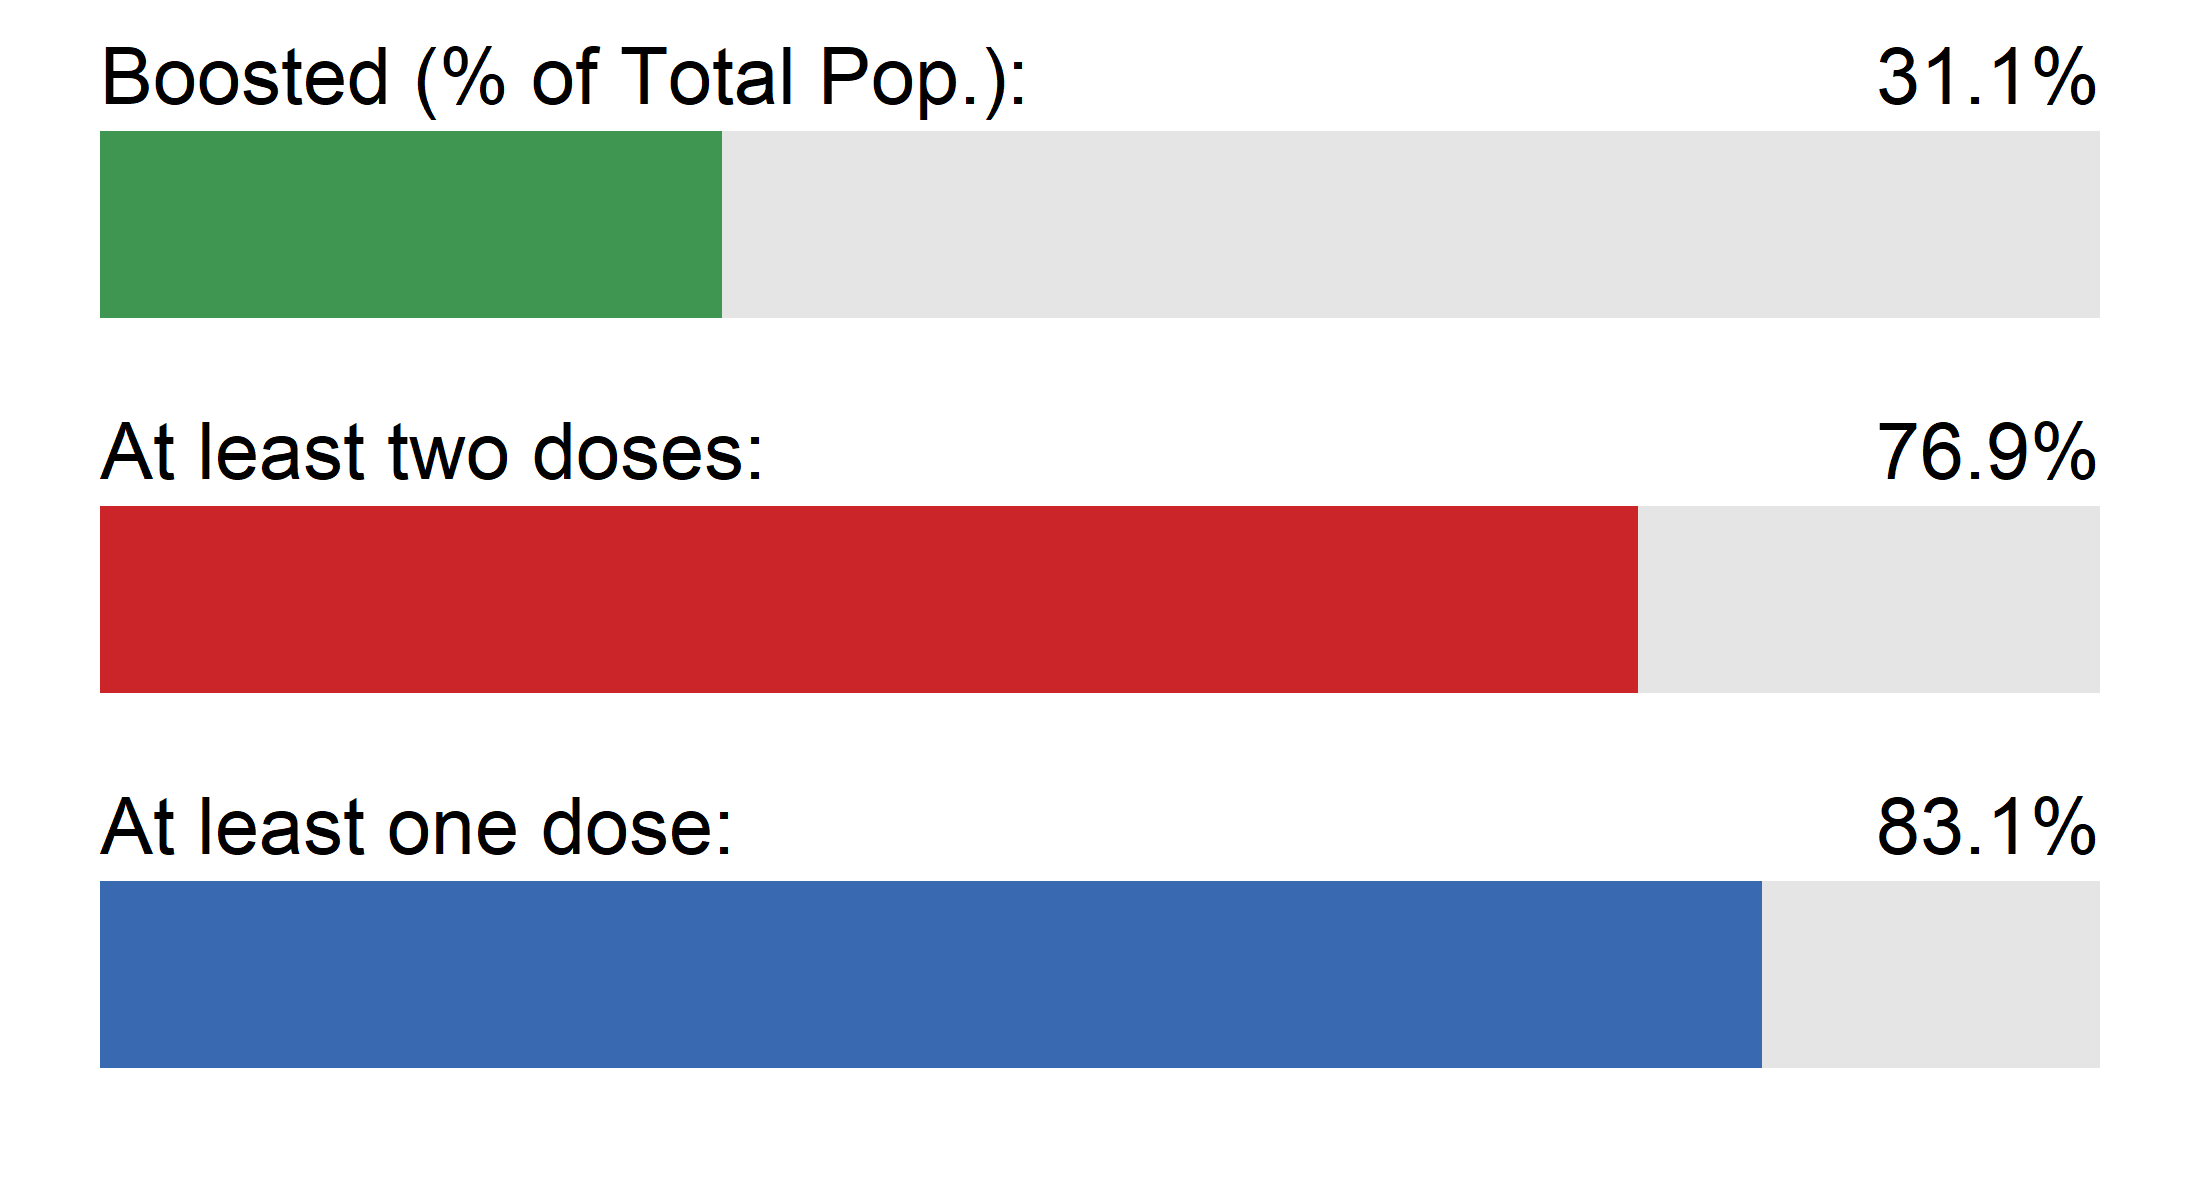 Boosted (% of Total Pop.): 31.1%
At least two doses: 76.9%
At least one dose: 83.1%